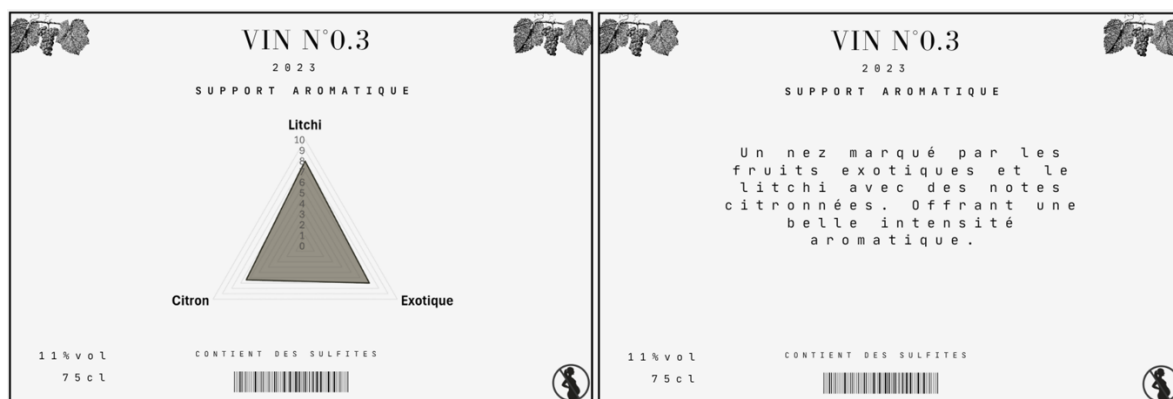 VIN N°0.3
2023
SUPPORT AROMATIQUE
Litchi
10
9
8
7
6
5
4
3
2
1
0
Citron
Exotique
11%vol
CONTIENT DES SULFITES
75cl
VIN N°0.3
2023
SUPPORT AROMATIQUE
Un nez marqué par les
fruits exotiques et le
litchi avec des notes
citronnées. Offrant une
belle intensité
aromatique.
11%vol
CONTIENT DES SULFITES
75cl